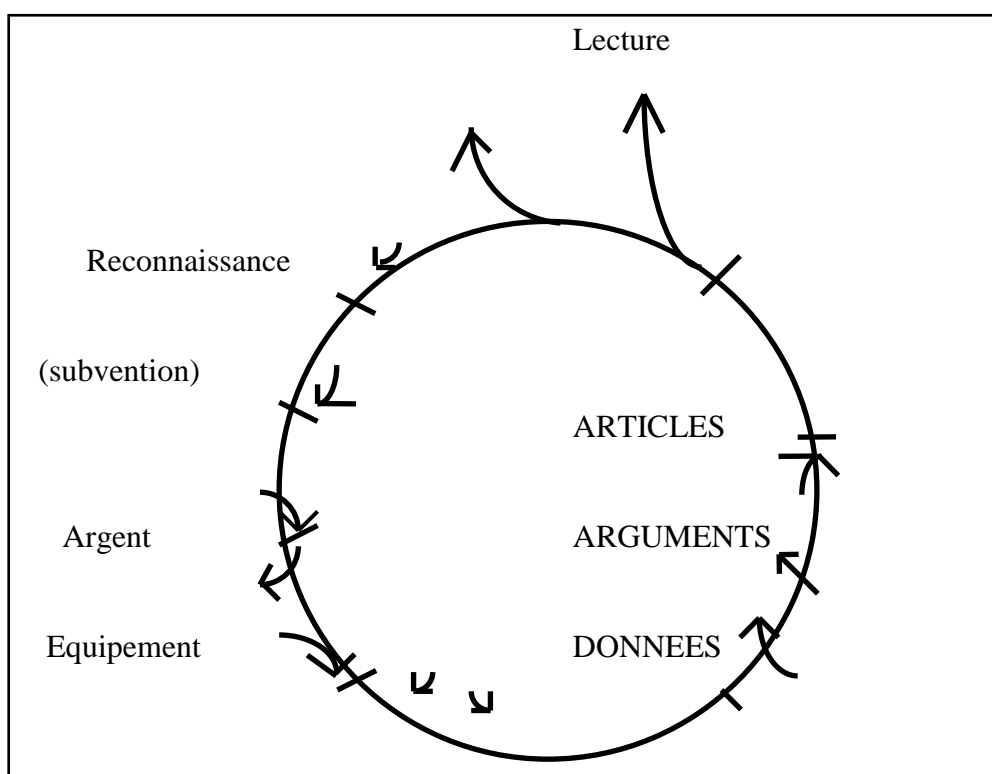 Lecture
Reconnaissance
(subvention)
ARTICLES
Argent
ARGUMENTS
Equipement
DONNEES